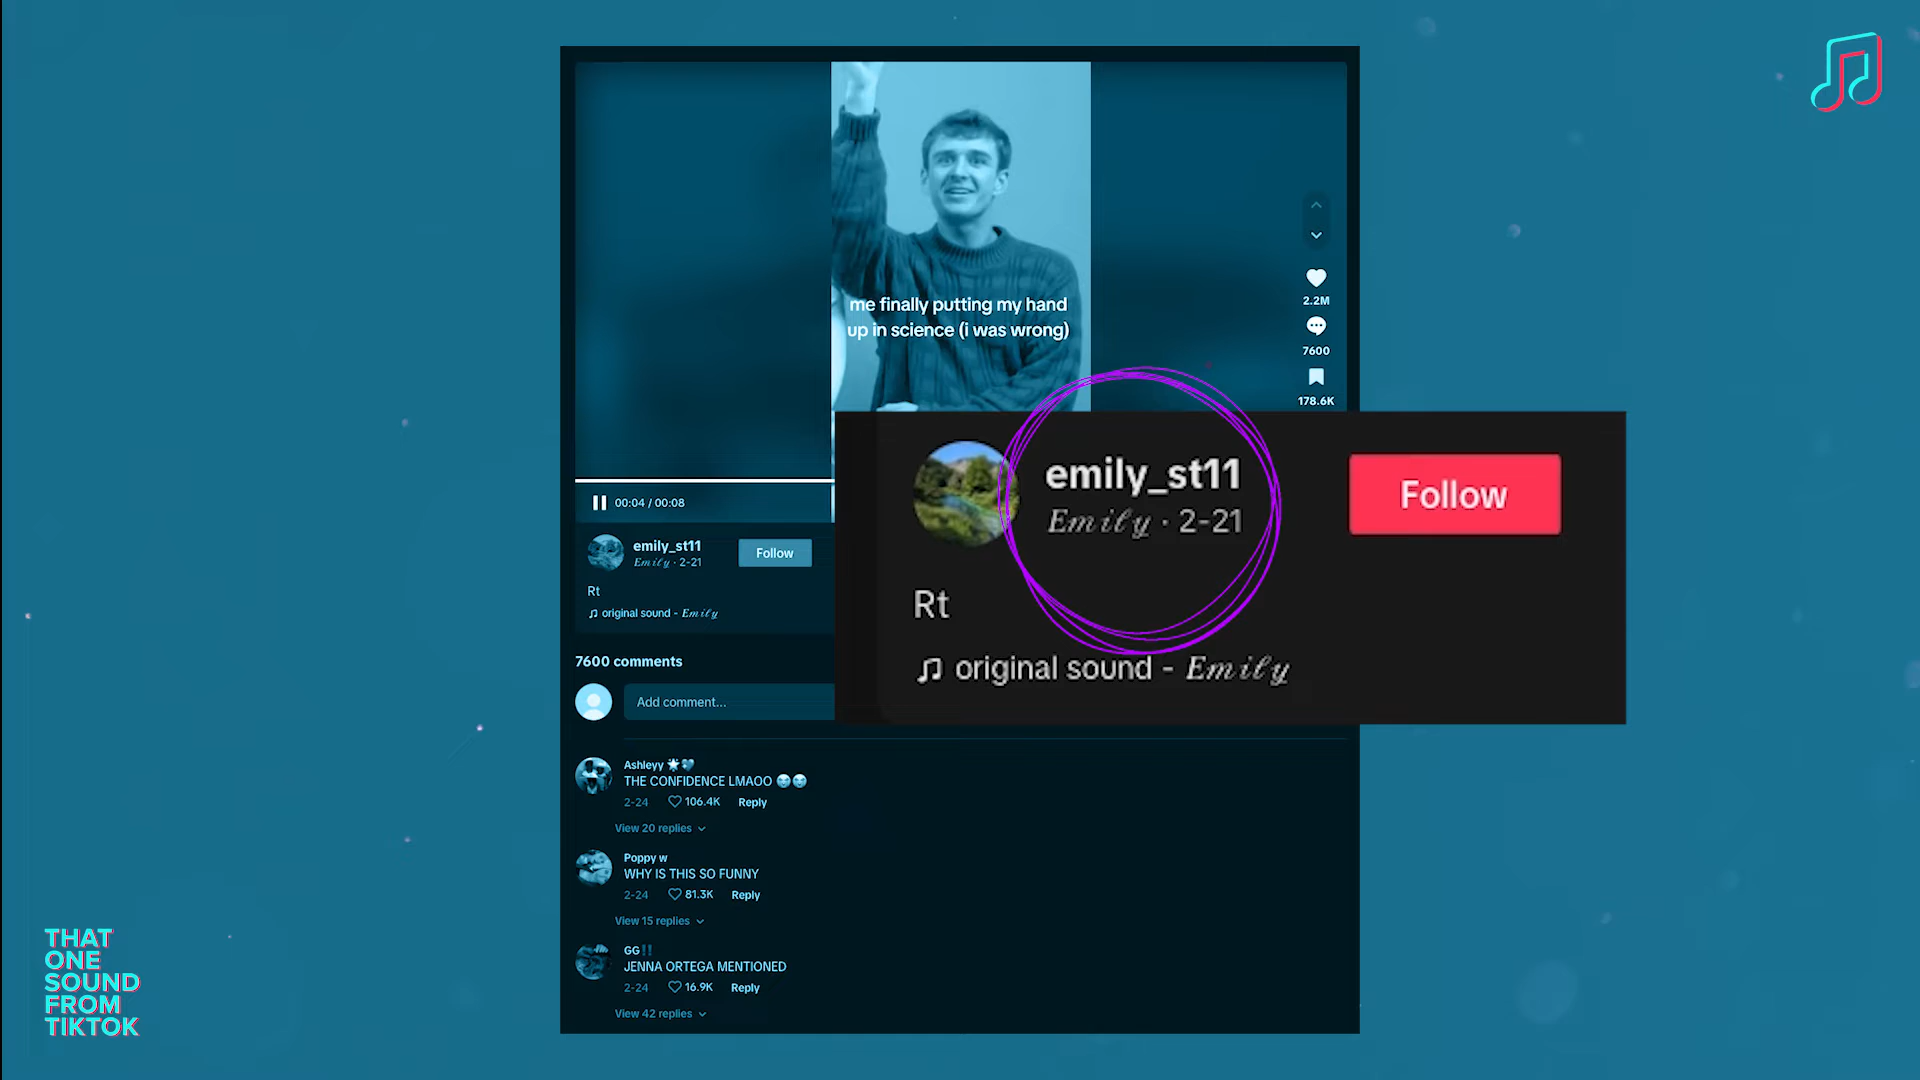 me finally putting my hand
up in science (i was wrong)
2.2M
7600
178.6K
00:04 / 00:08
emily_st11
Emily · 2-21
Follow
Rt
original sound - Emily
emily_st11
Emily · 2-21
Follow
Rt
original sound - Emily
7600 comments
Add comment...
Ashleyy
THE CONFIDENCE LMAOO
2-24 106.4K Reply
View 20 replies
Poppy w
WHY IS THIS SO FUNNY
2-24 81.3K Reply
View 15 replies
GG‼
JENNA ORTEGA MENTIONED
2-24 16.9K Reply
View 42 replies
THAT
ONE
SOUND
FROM
TIKTOK